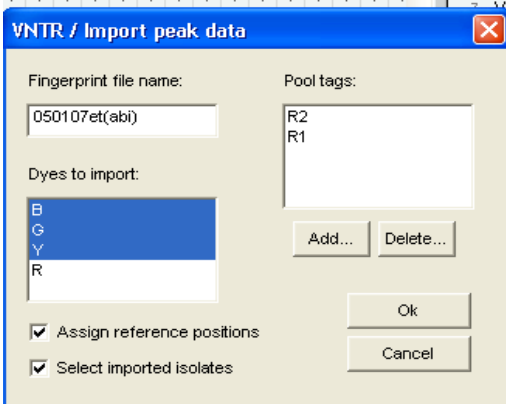 VNTR / Import peak data
Fingerprint file name:
050107et(abi)
Dyes to import:
B
G
Y
R
Assign reference positions
Select imported isolates
Pool tags:
R2
R1
Add...
Delete...
Ok
Cancel